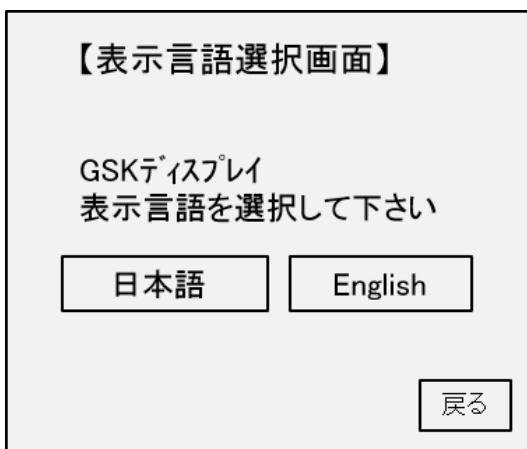 【表示言語選択画面】
GSKディスプレイ
表示言語を選択して下さい
日本語
English
戻る